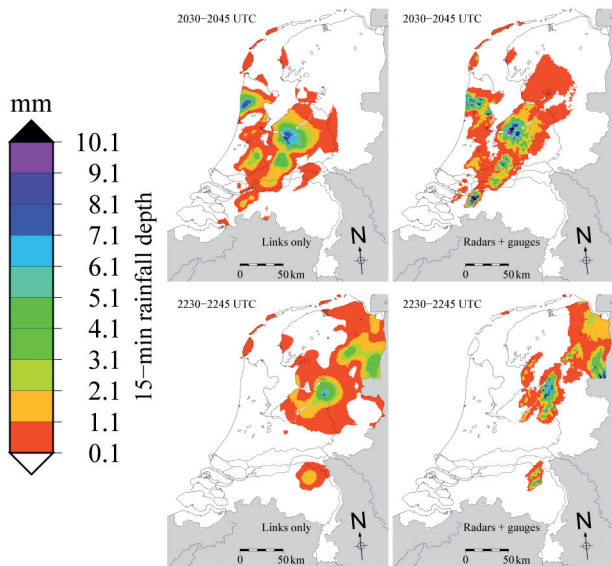 mm
10.1
9.1
8.1
7.1
6.1
5.1
4.1
3.1
2.1
1.1
0.1
15−min rainfall depth
2030−2045 UTC
Links only
0 50 km
N
2030−2045 UTC
Radars + gauges
0 50 km
N
2230−2245 UTC
Links only
0 50 km
N
2230−2245 UTC
Radars + gauges
0 50 km
N